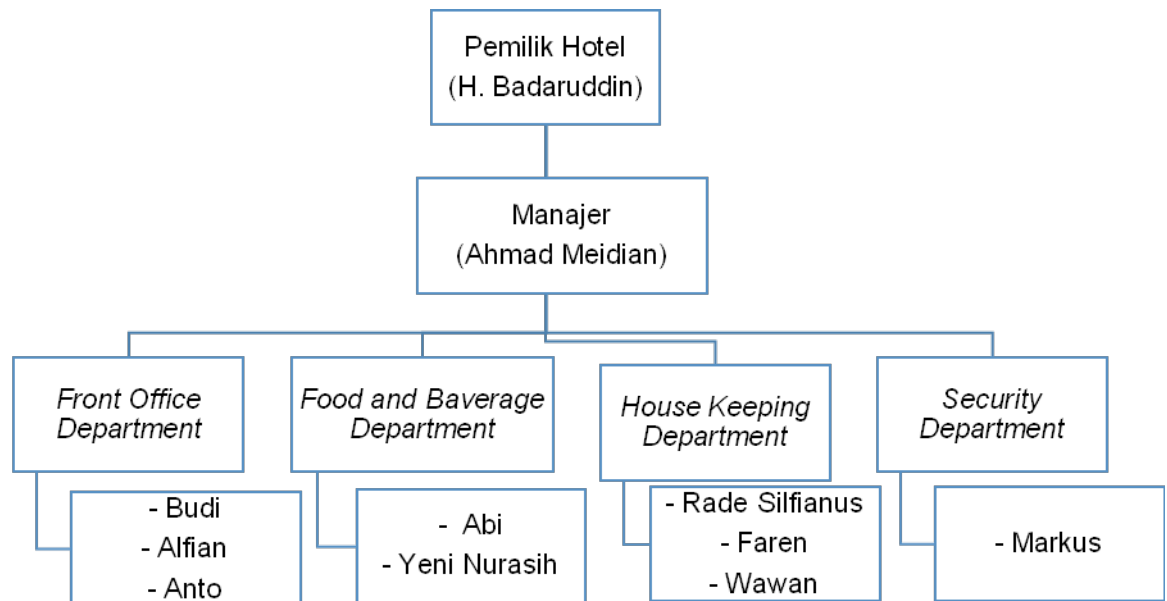 Pemilik Hotel
(H. Badaruddin)
Manajer
(Ahmad Meidian)
Front Office
Department
Food and Baverage
Department
House Keeping
Department
Security
Department
- Budi
- Alfian
- Anto
- Abi
- Yeni Nurasih
- Rade Silfianus
- Faren
- Wawan
- Markus